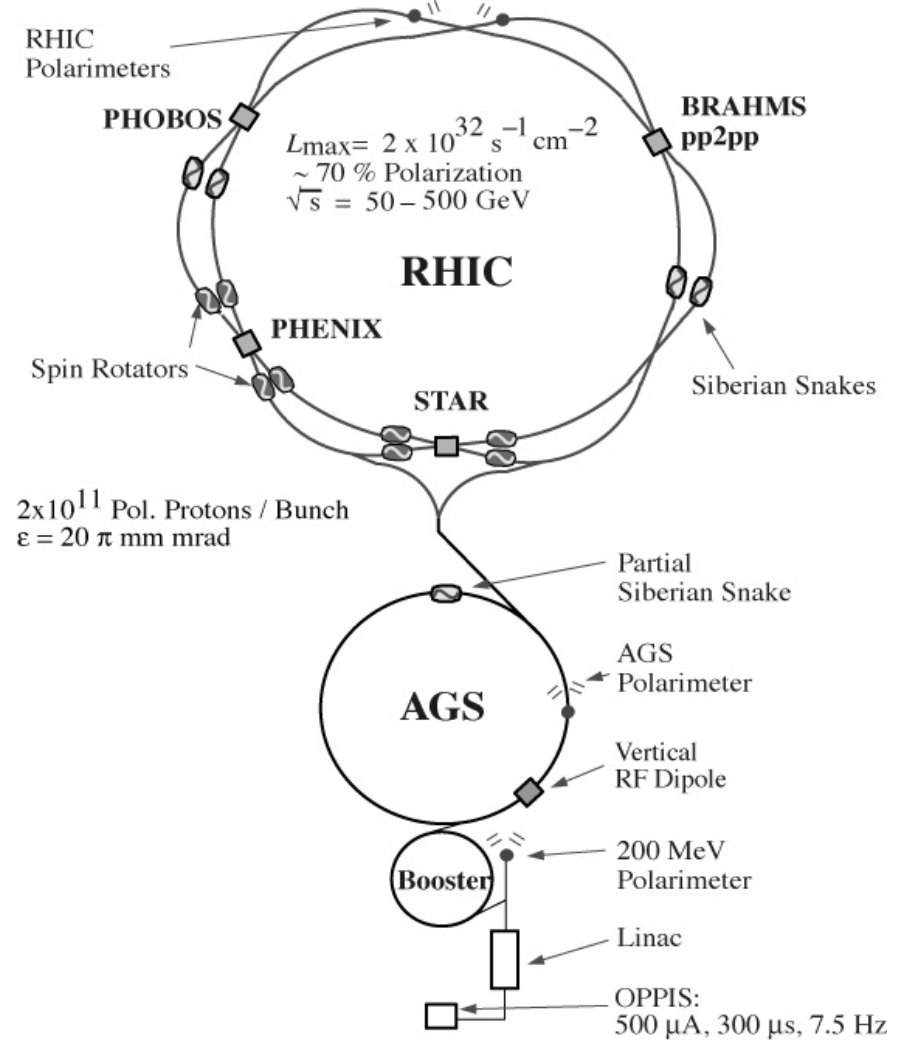 RHIC
Polarimeters
PHOBOS
BRAHMS
pp2pp
Lmax= 2 x 10^32 s^−1 cm^−2
~ 70 % Polarization
√s = 50 – 500 GeV
RHIC
PHENIX
Spin Rotators
Siberian Snakes
STAR
2x10^11 Pol. Protons / Bunch
ε = 20 π mm mrad
Partial
Siberian Snake
AGS
Polarimeter
AGS
Vertical
RF Dipole
200 MeV
Polarimeter
Booster
Linac
OPPIS:
500 μA, 300 μs, 7.5 Hz